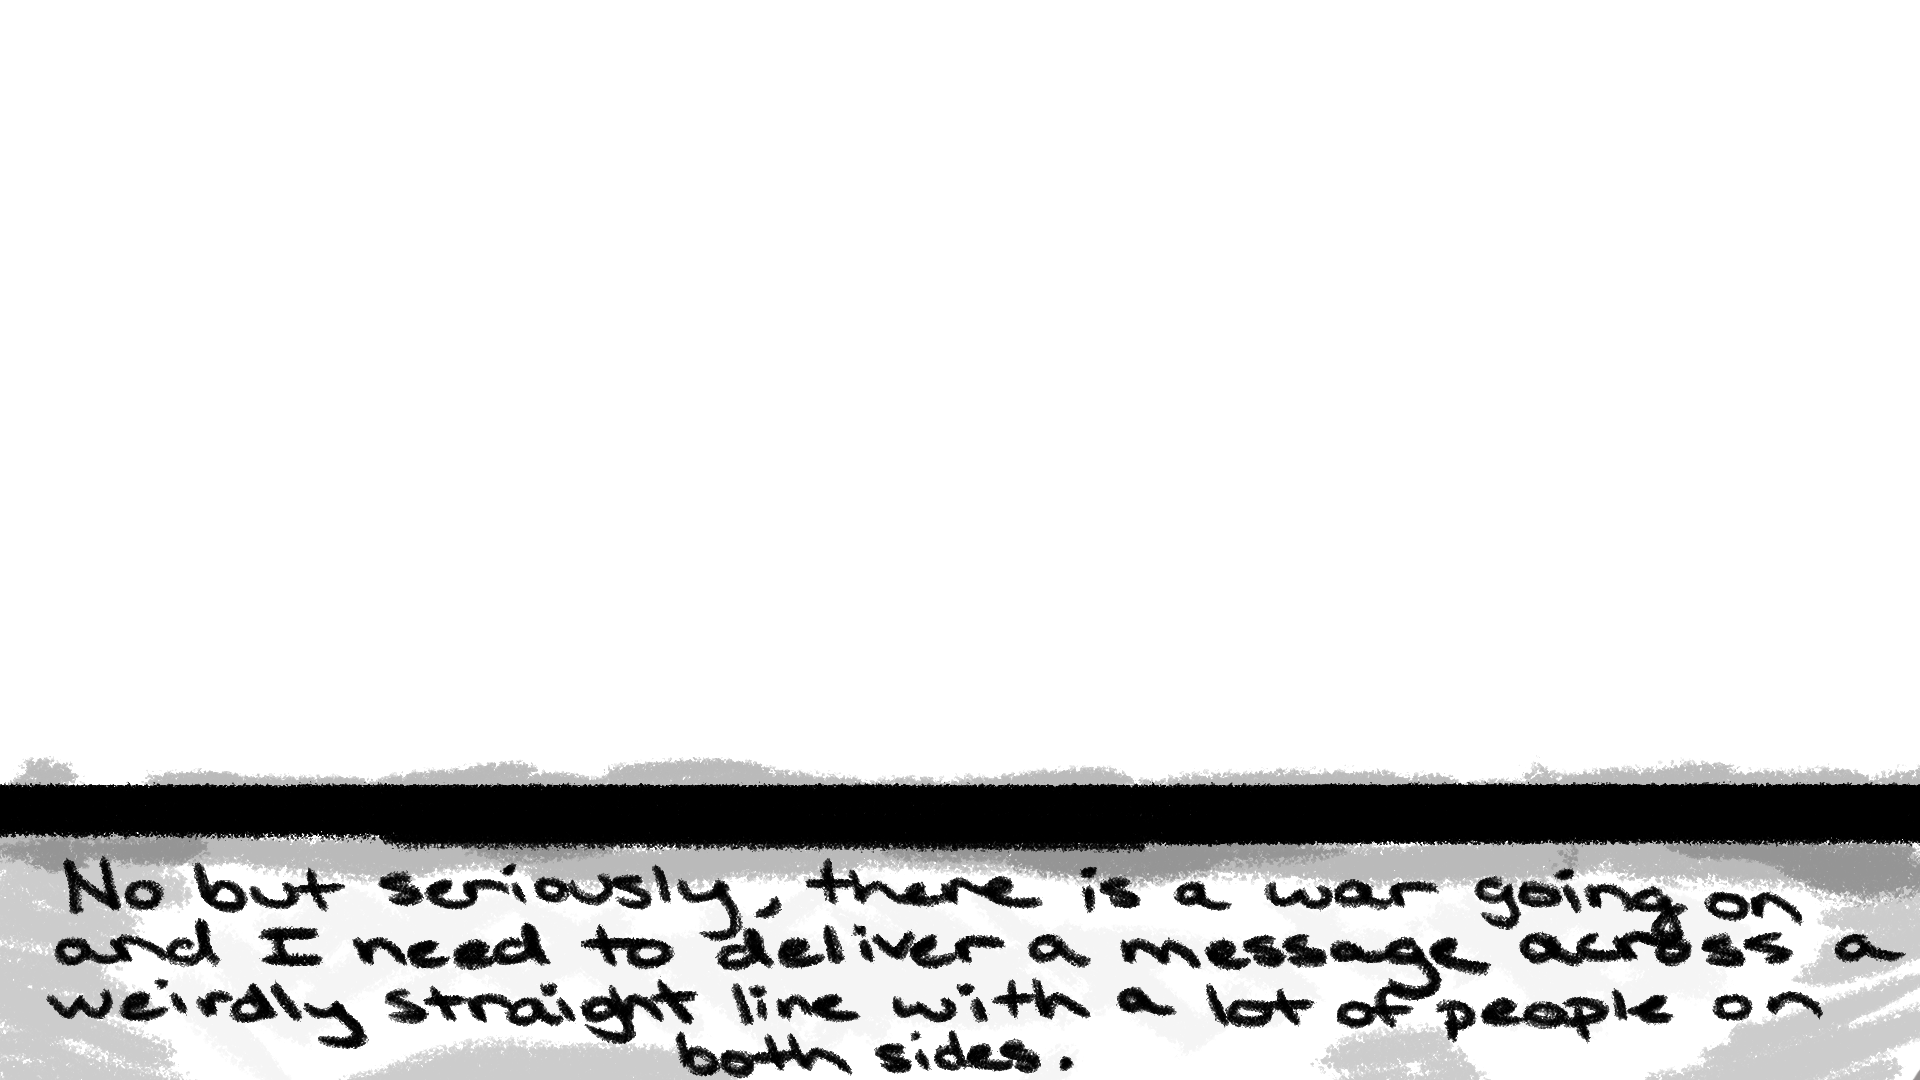 No but seriously, there is a war going on
and I need to deliver a message across a
weirdly straight line with a lot of people on
both sides.